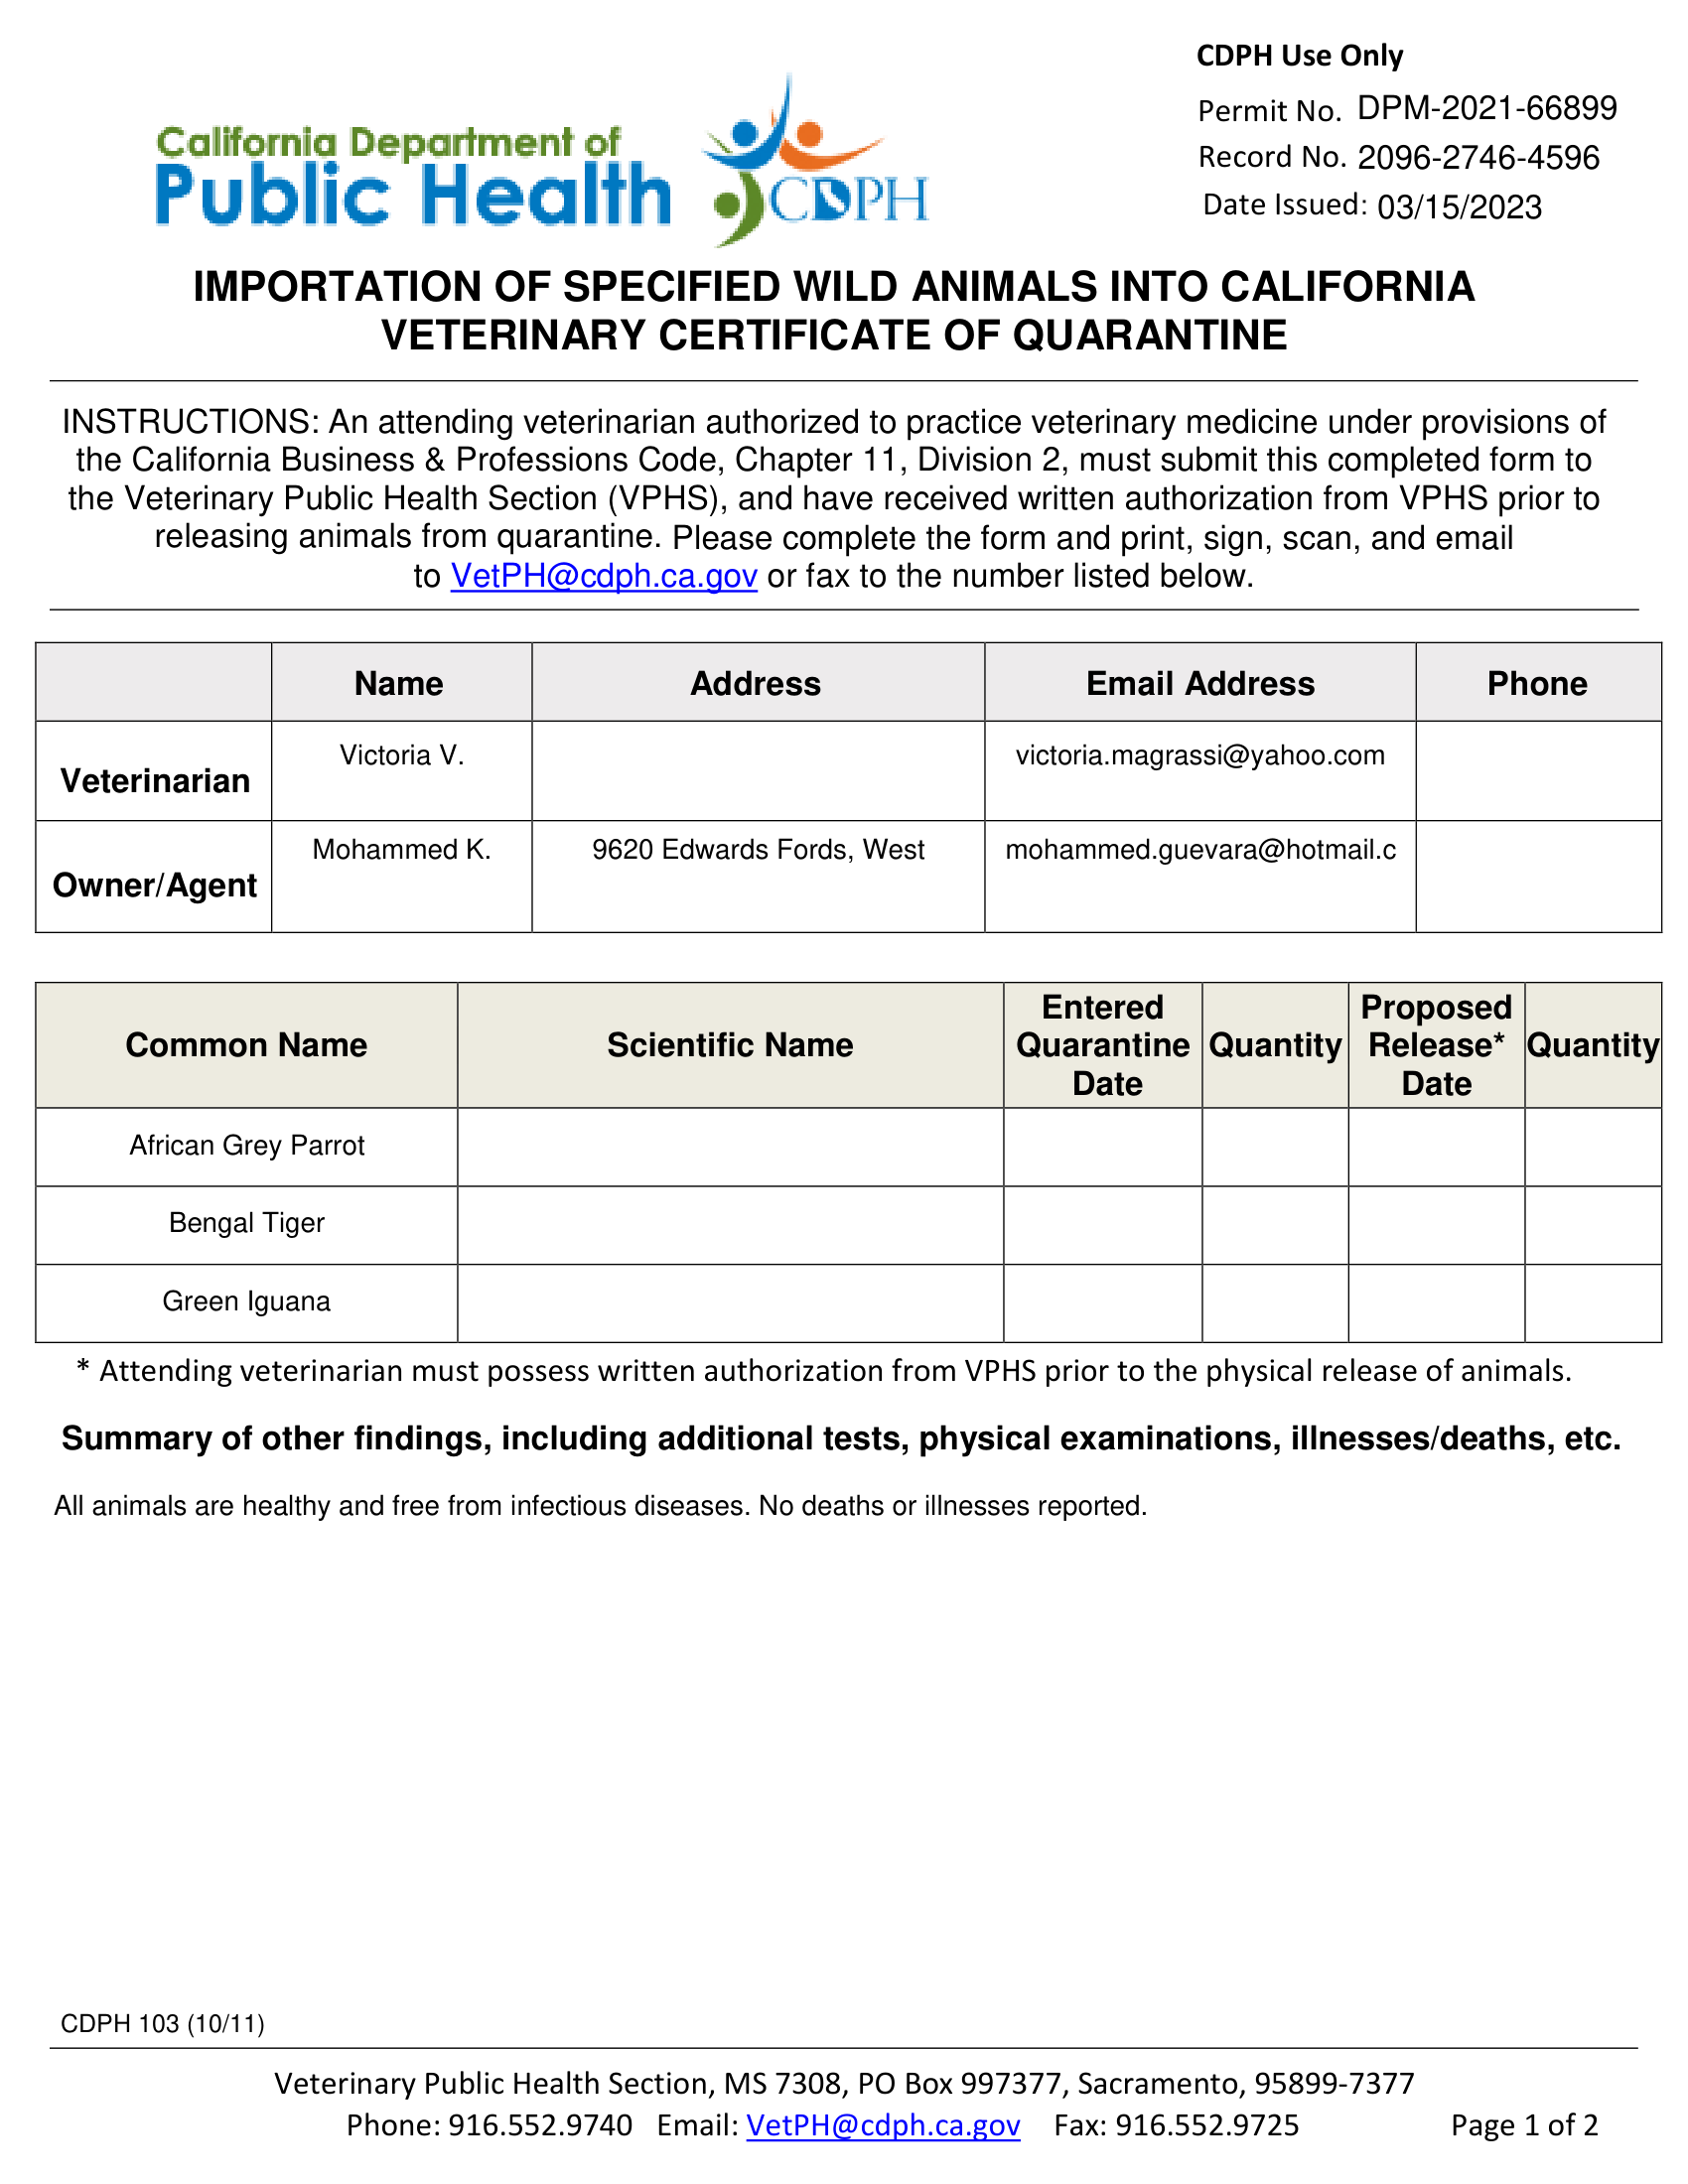 CDPH Use Only
Permit No. DPM-2021-66899
Record No. 2096-2746-4596
Date Issued: 03/15/2023
California Department of
Public Health
CDPH
IMPORTATION OF SPECIFIED WILD ANIMALS INTO CALIFORNIA
VETERINARY CERTIFICATE OF QUARANTINE
INSTRUCTIONS: An attending veterinarian authorized to practice veterinary medicine under provisions of
the California Business & Professions Code, Chapter 11, Division 2, must submit this completed form to
the Veterinary Public Health Section (VPHS), and have received written authorization from VPHS prior to
releasing animals from quarantine. Please complete the form and print, sign, scan, and email
to VetPH@cdph.ca.gov or fax to the number listed below.
Name Address Email Address Phone
Veterinarian Victoria V. victoria.magrassi@yahoo.com
Owner/Agent Mohammed K. 9620 Edwards Fords, West mohammed.guevara@hotmail.c
Common Name Scientific Name Entered Quarantine Date Quantity Proposed Release* Date Quantity
African Grey Parrot
Bengal Tiger
Green Iguana
* Attending veterinarian must possess written authorization from VPHS prior to the physical release of animals.
Summary of other findings, including additional tests, physical examinations, illnesses/deaths, etc.
All animals are healthy and free from infectious diseases. No deaths or illnesses reported.
CDPH 103 (10/11)
Veterinary Public Health Section, MS 7308, PO Box 997377, Sacramento, 95899-7377
Phone: 916.552.9740 Email: VetPH@cdph.ca.gov Fax: 916.552.9725 Page 1 of 2